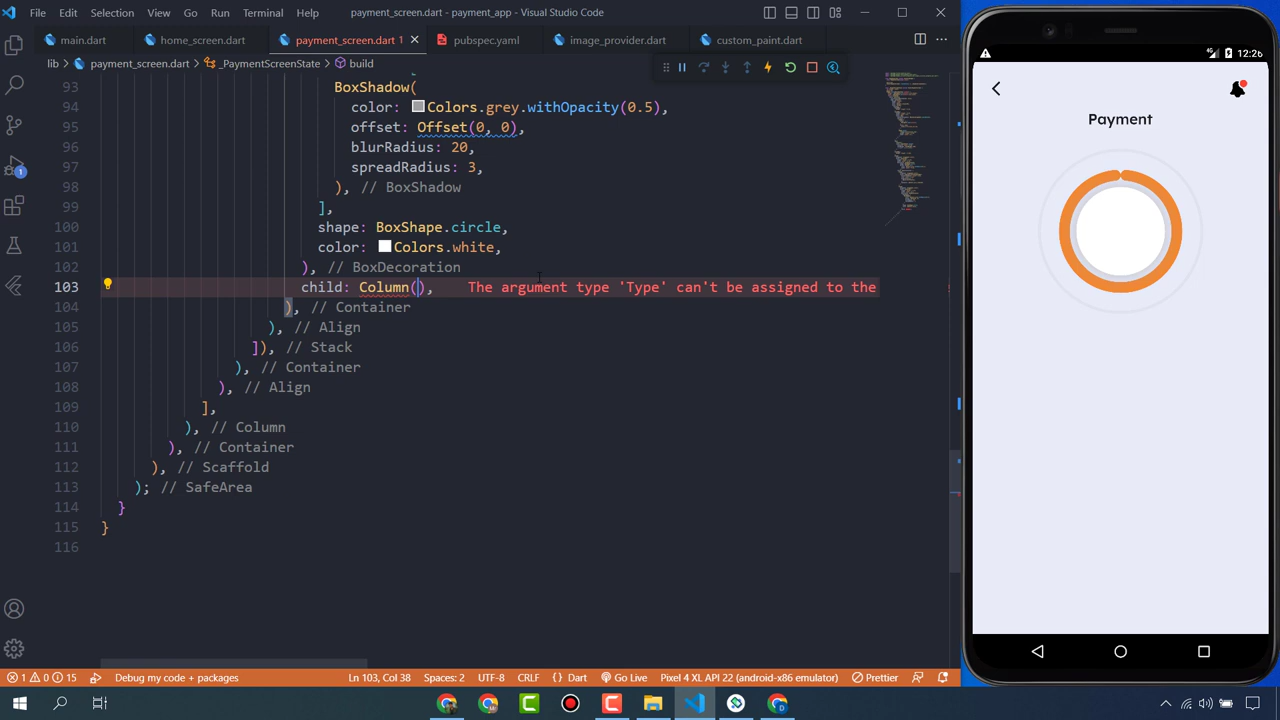 File Edit Selection View Go Run Terminal Help payment_screen.dart - payment_app - Visual Studio Code
main.dart home_screen.dart payment_screen.dart 1 pubspec.yaml image_provider.dart custom_paint.dart
lib > payment_screen.dart > _PaymentScreenState > build
93 BoxShadow(
94 color: Colors.grey.withOpacity(0.5),
95 offset: Offset(0, 0),
96 blurRadius: 20,
97 spreadRadius: 3,
98 ), // BoxShadow
99 ],
100 shape: BoxShape.circle,
101 color: Colors.white,
102 ), // BoxDecoration
103 child: Column(), The argument type 'Type' can't be assigned to the
104 ), // Container
105 ), // Align
106 ]), // Stack
107 ), // Container
108 ), // Align
109 ],
110 ), // Column
111 ), // Container
112 ), // Scaffold
113 ); // SafeArea
114 }
115 }
116
1
1 0 15 Debug my code + packages Ln 103, Col 38 Spaces: 2 UTF-8 CRLF {} Dart Go Live Pixel 4 XL API 22 (android-x86 emulator) Prettier
4G 12:26
Payment